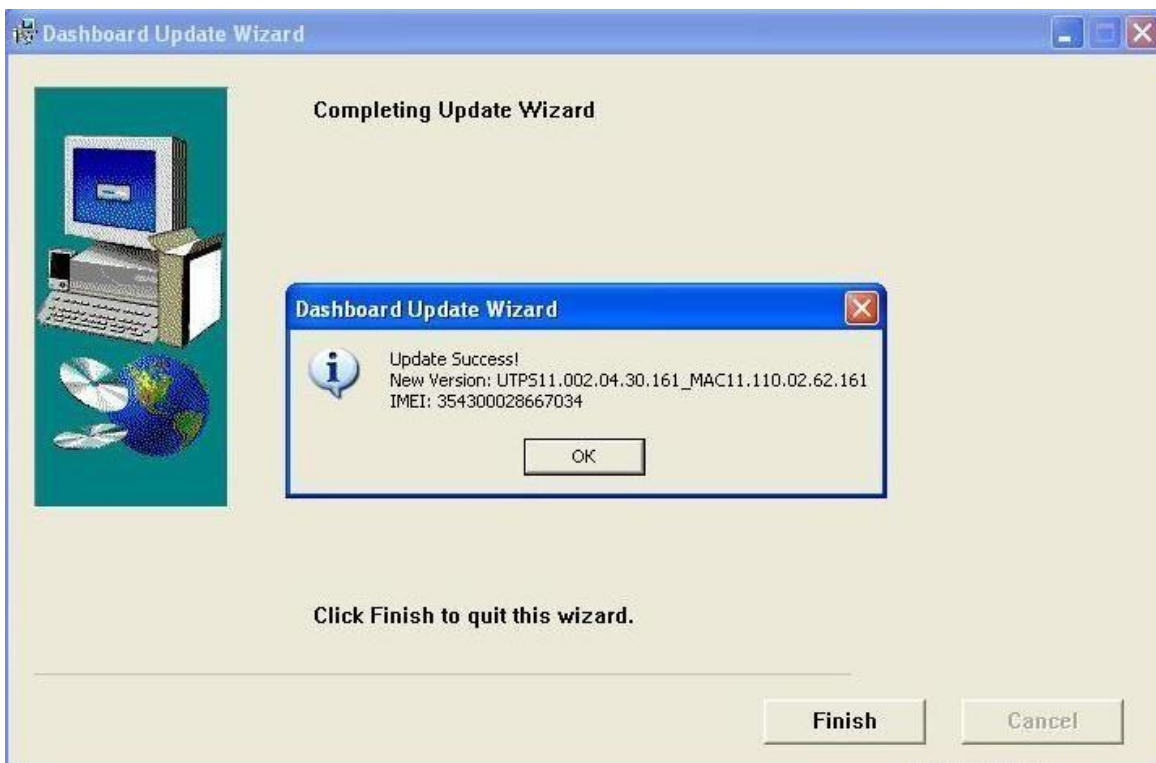 Dashboard Update Wizard
Completing Update Wizard
Dashboard Update Wizard
Update Success!
New Version: UTPS11.002.04.30.161_MAC11.110.02.62.161
IMEI: 354300028667034
OK
Click Finish to quit this wizard.
Finish
Cancel